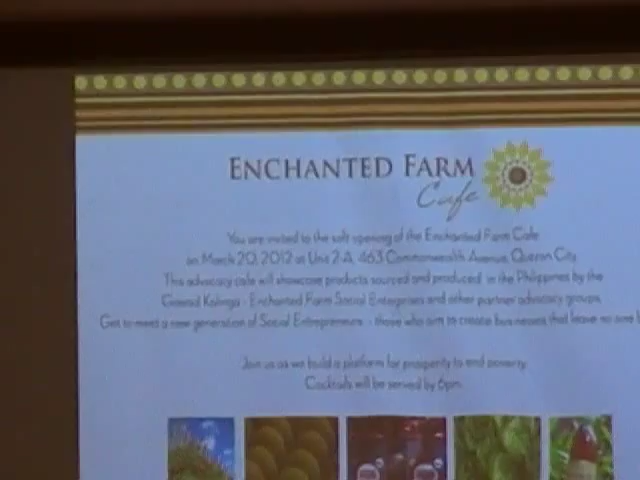 ENCHANTED FARM
Cafe
You are invited to the soft opening of the Enchanted Farm Cafe
on March 20, 2012 at Unit 2-A, 463 Commonwealth Avenue, Quezon City
This advocacy cafe will showcase products sourced and produced in the Philippines by the
Gawad Kalinga - Enchanted Farm Social Enterprises and other partner advocacy groups.
Get to meet a new generation of Social Entrepreneurs - those who aim to create businesses that leave no one
Join us as we build a platform for prosperity to end poverty.
Cocktails will be served by 6pm.